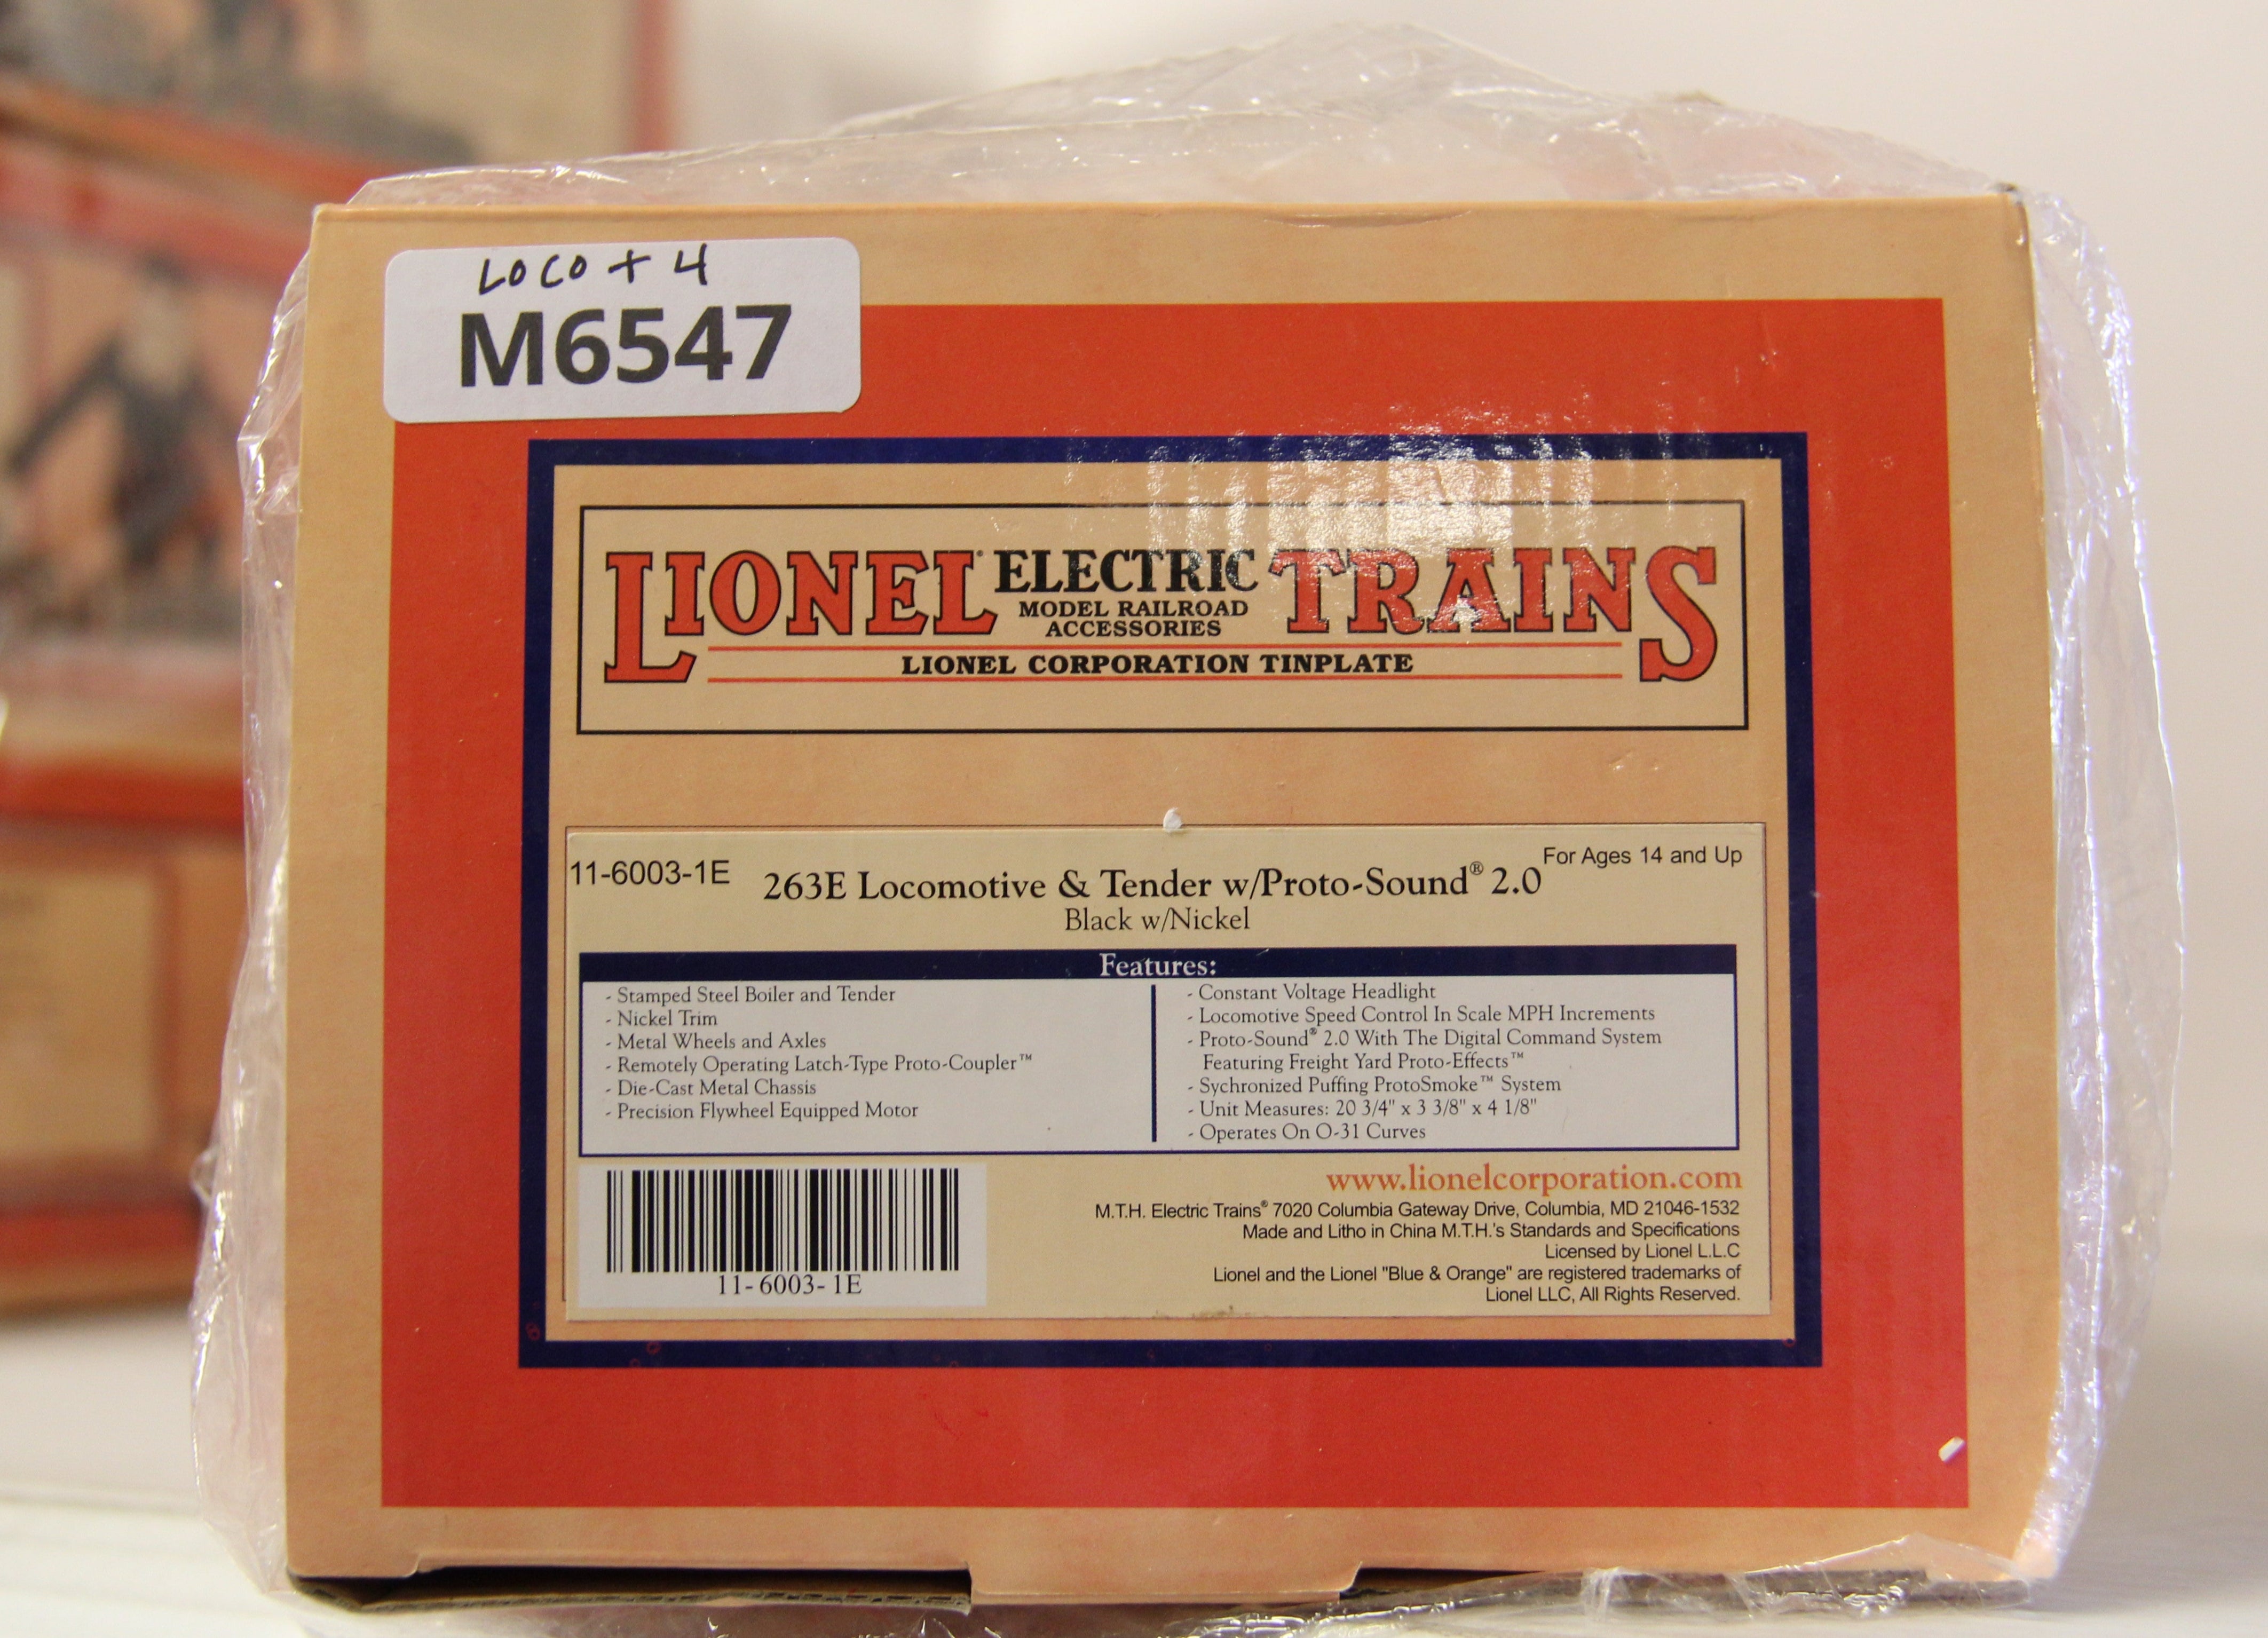 LOCO + 4
M6547
LIONEL® ELECTRIC TRAINS
MODEL RAILROAD
ACCESSORIES
LIONEL CORPORATION TINPLATE
11-6003-1E
263E Locomotive & Tender w/Proto-Sound® 2.0
For Ages 14 and Up
Black w/Nickel
Features:
- Stamped Steel Boiler and Tender
- Nickel Trim
- Metal Wheels and Axles
- Remotely Operating Latch-Type Proto-Coupler™
- Die-Cast Metal Chassis
- Precision Flywheel Equipped Motor
- Constant Voltage Headlight
- Locomotive Speed Control In Scale MPH Increments
- Proto-Sound® 2.0 With The Digital Command System
Featuring Freight Yard Proto-Effects™
- Sychronized Puffing ProtoSmoke™ System
- Unit Measures: 20 3/4" x 3 3/8" x 4 1/8"
- Operates On O-31 Curves
11-6003-1E
www.lionelcorporation.com
M.T.H. Electric Trains® 7020 Columbia Gateway Drive, Columbia, MD 21046-1532
Made and Litho in China M.T.H.'s Standards and Specifications
Licensed by Lionel L.L.C
Lionel and the Lionel "Blue & Orange" are registered trademarks of
Lionel LLC, All Rights Reserved.